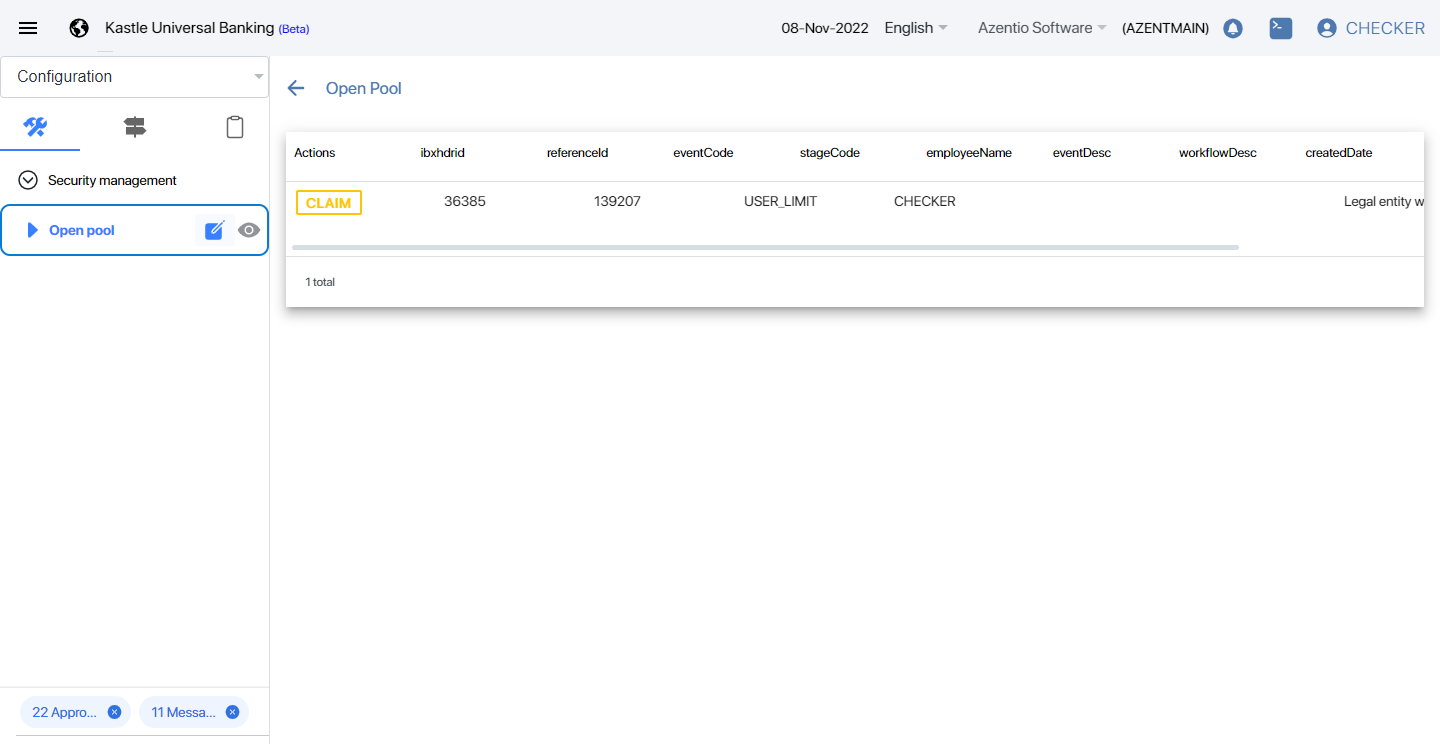 Kastle Universal Banking (Beta) 08-Nov-2022 English Azentio Software (AZENTMAIN) CHECKER
Configuration
Open Pool
Security management
Open pool
Actions ibxhdrid referenceId eventCode stageCode employeeName eventDesc workflowDesc createdDate
CLAIM 36385 139207 USER_LIMIT CHECKER Legal entity w
1 total
22 Appro... 11 Messa...